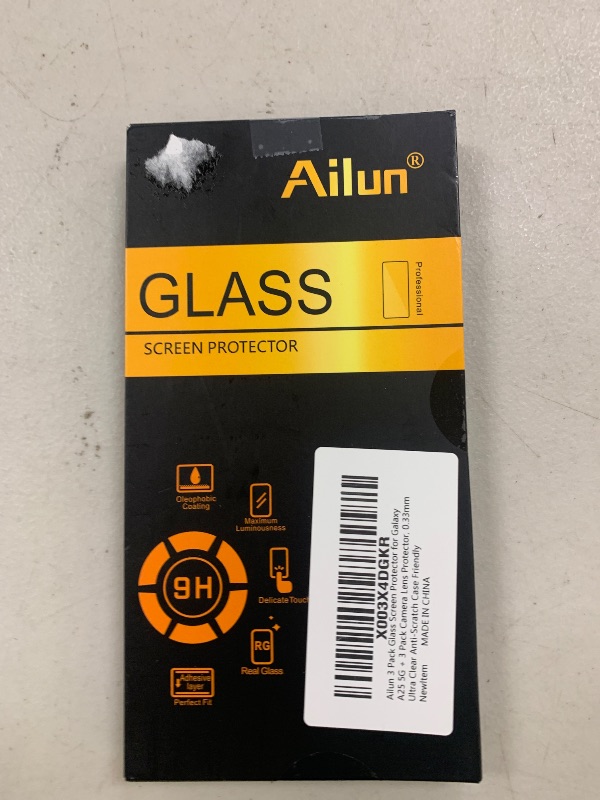 Ailun®
GLASS
Professional
SCREEN PROTECTOR
Oleophobic
Coating
Maximum
Luminousness
9H
Delicate Touch
RG
Real Glass
Adhesive
layer
Perfect Fit
X003X4DGKR
Ailun 3 Pack Glass Screen Protector for Galaxy
A25 5G + 3 Pack Camera Lens Protector, 0.33mm
Ultra Clear Anti-Scratch Case Friendly
NewItem MADE IN CHINA